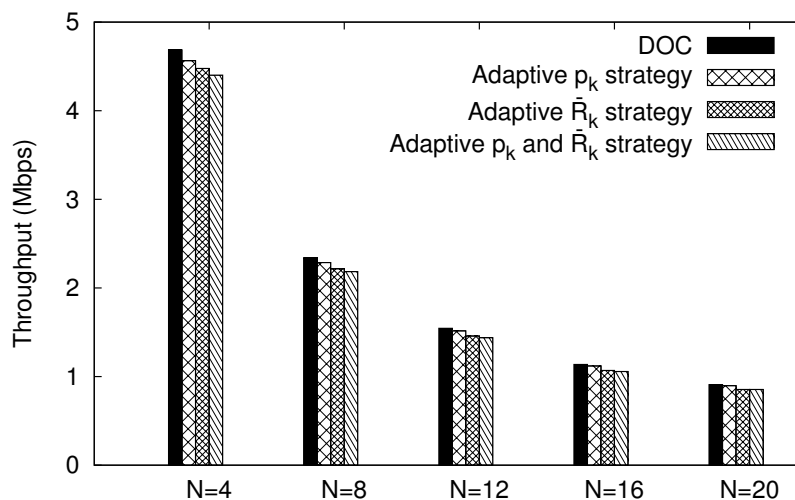 5
4
3
2
1
0
Throughput (Mbps)
DOC
Adaptive pₖ strategy
Adaptive R̄ₖ strategy
Adaptive pₖ and R̄ₖ strategy
N=4 N=8 N=12 N=16 N=20